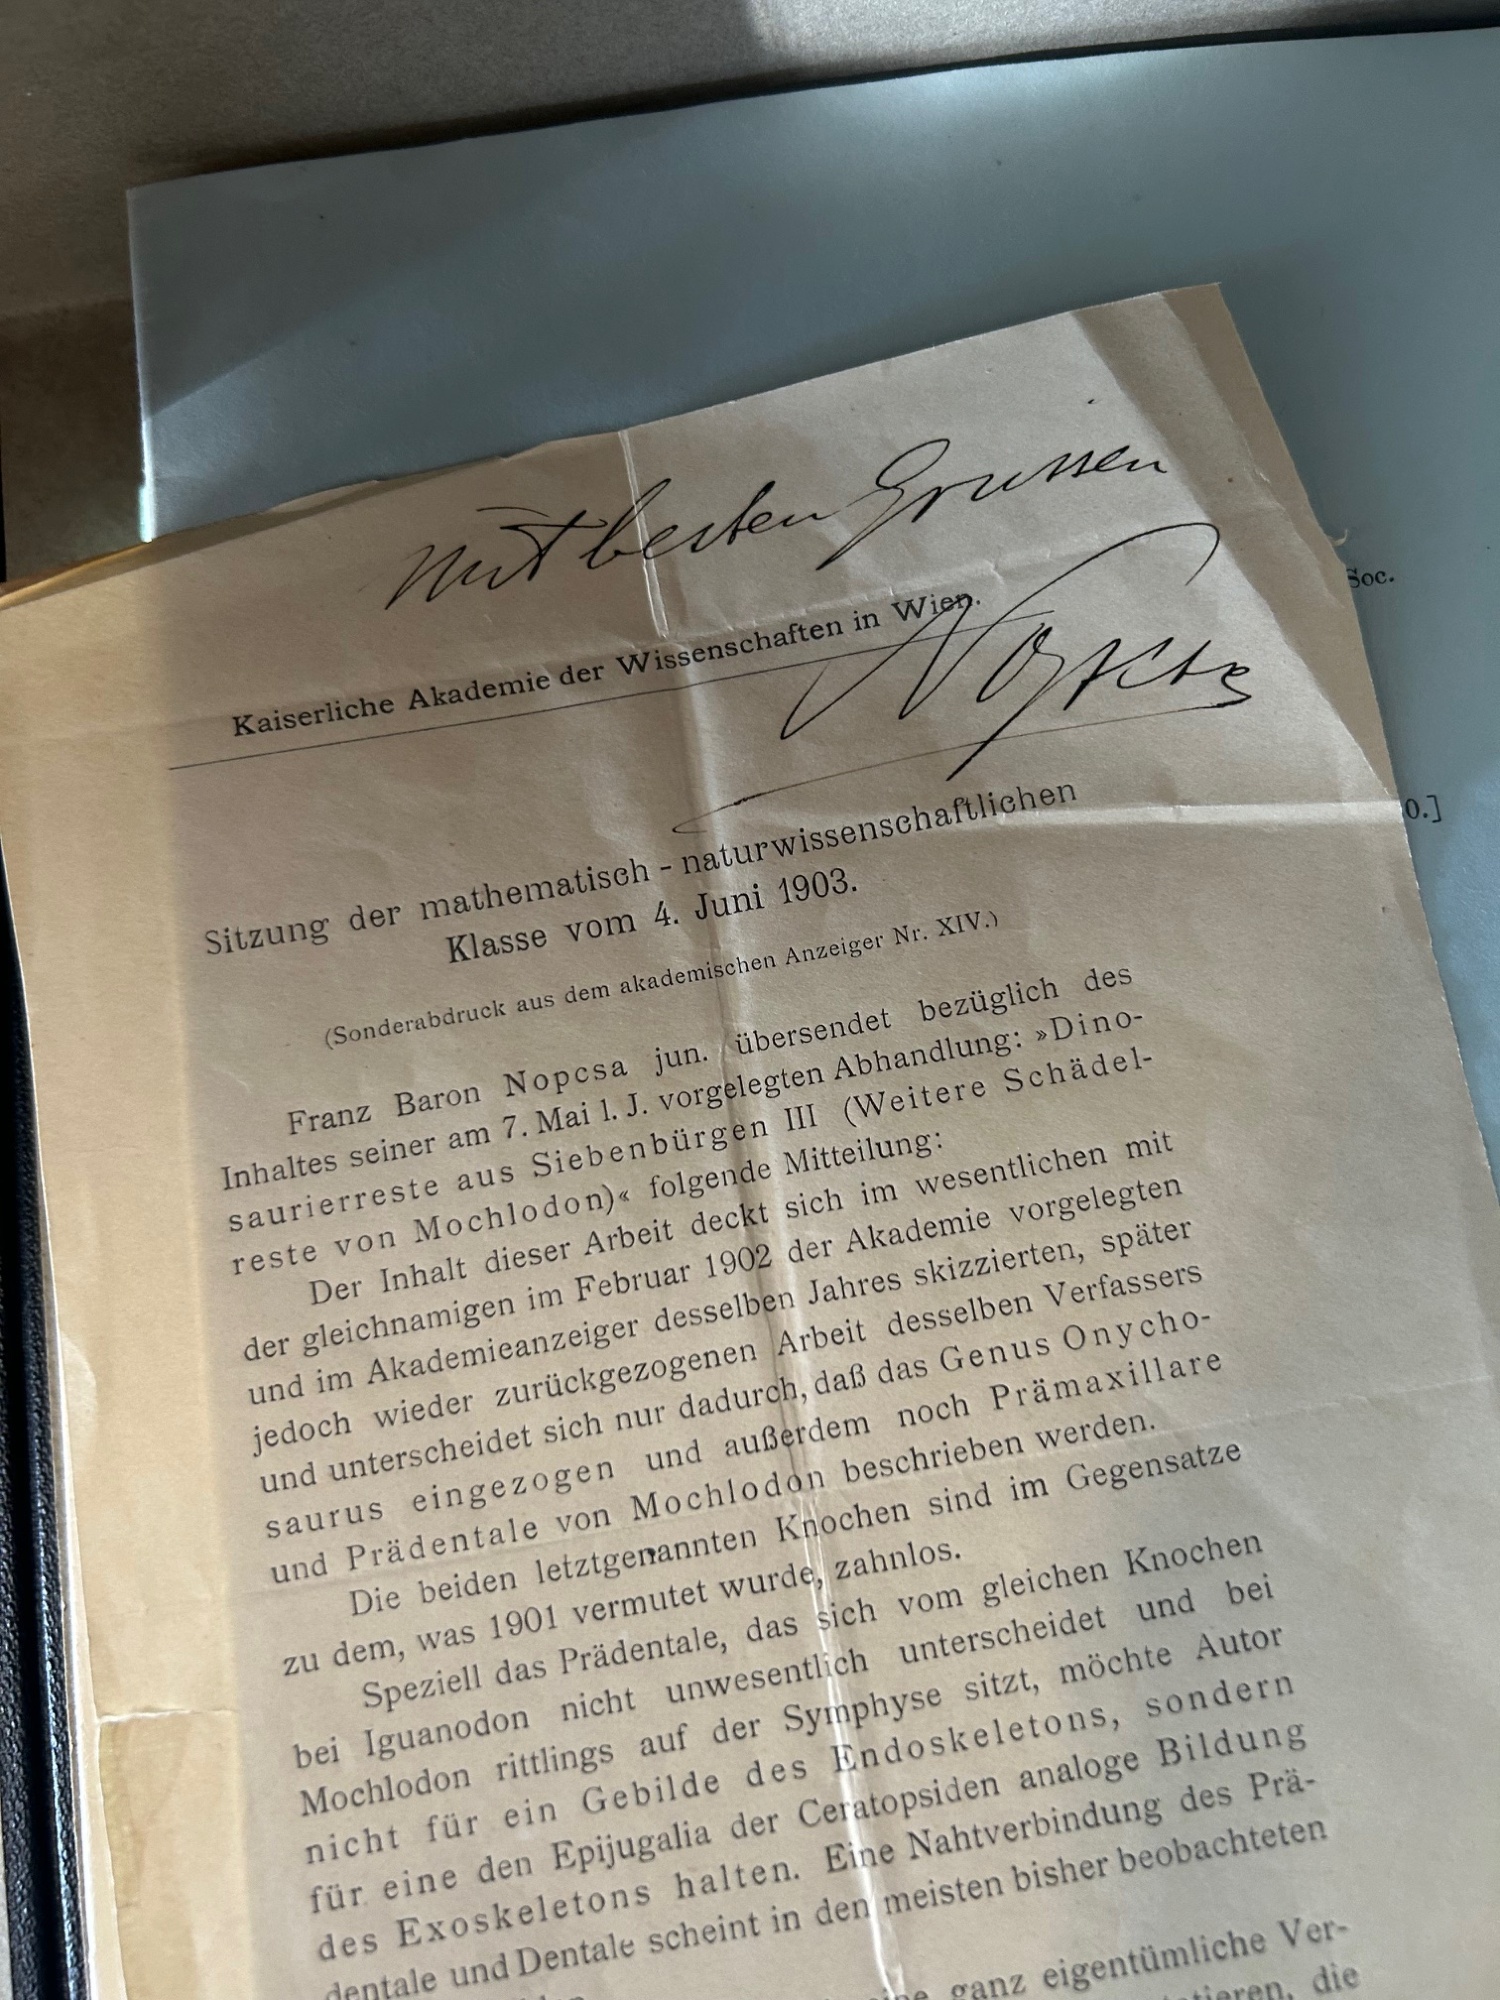 mit besten Grussen
Nopcsa
Soc.
Kaiserliche Akademie der Wissenschaften in Wien.
0.]
Sitzung der mathematisch - naturwissenschaftlichen
Klasse vom 4. Juni 1903.
(Sonderabdruck aus dem akademischen Anzeiger Nr. XIV.)
Franz Baron Nopcsa jun. übersendet bezüglich des
Inhaltes seiner am 7. Mai l. J. vorgelegten Abhandlung: »Dino-
saurierreste aus Siebenbürgen III (Weitere Schädel-
reste von Mochlodon)« folgende Mitteilung:
Der Inhalt dieser Arbeit deckt sich im wesentlichen mit
der gleichnamigen im Februar 1902 der Akademie vorgelegten
und im Akademieanzeiger desselben Jahres skizzierten, später
jedoch wieder zurückgezogenen Arbeit desselben Verfassers
und unterscheidet sich nur dadurch, daß das Genus Onycho-
saurus eingezogen und außerdem noch Prämaxillare
und Prädentale von Mochlodon beschrieben werden.
Die beiden letztgenannten Knochen sind im Gegensatze
zu dem, was 1901 vermutet wurde, zahnlos.
Speziell das Prädentale, das sich vom gleichen Knochen
bei Iguanodon nicht unwesentlich unterscheidet und bei
Mochlodon rittlings auf der Symphyse sitzt, möchte Autor
nicht für ein Gebilde des Endoskeletons, sondern
für eine den Epijugalia der Ceratopsiden analoge Bildung
des Exoskeletons halten. Eine Nahtverbindung des Prä-
dentale und Dentale scheint in den meisten bisher beobachteten
eine ganz eigentümliche Ver-
die